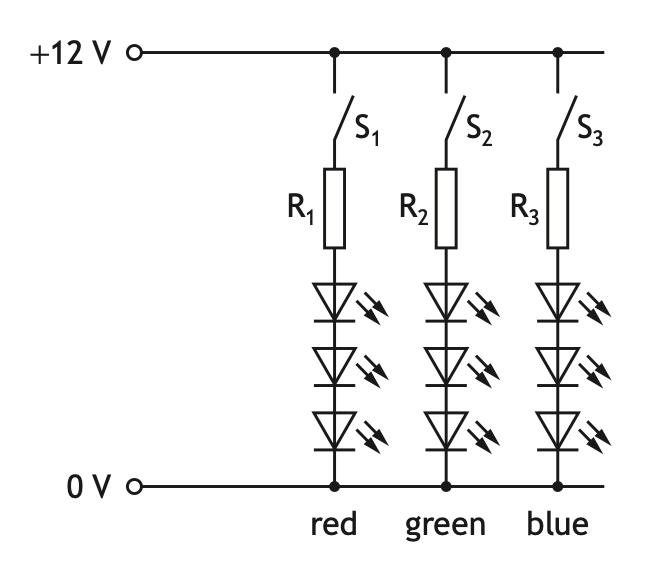 +12 V
S₁ S₂ S₃
R₁ R₂ R₃
0 V
red green blue